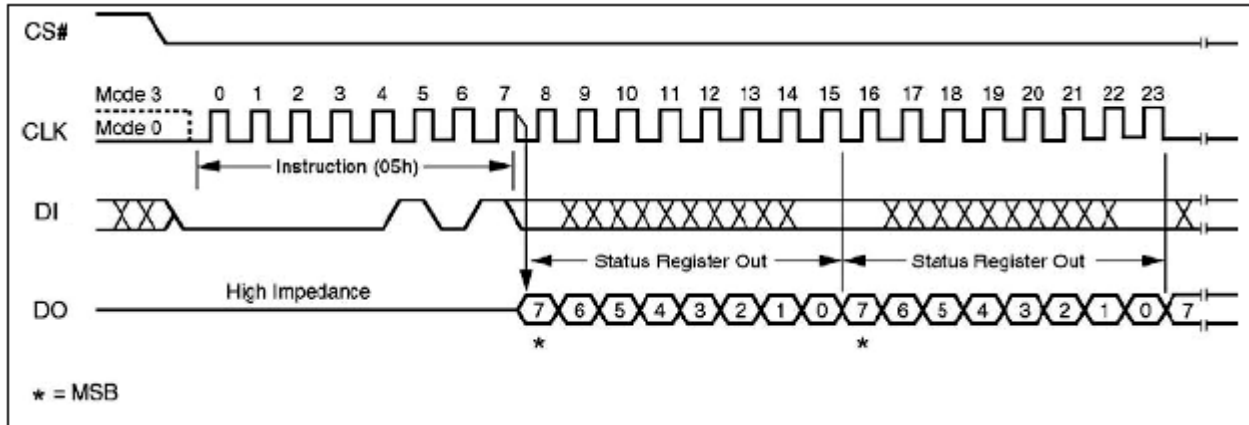 CS#
Mode 3
0 1 2 3 4 5 6 7 8 9 10 11 12 13 14 15 16 17 18 19 20 21 22 23
CLK
Mode 0
Instruction (05h)
DI
Status Register Out
Status Register Out
High Impedance
DO
7 6 5 4 3 2 1 0 7 6 5 4 3 2 1 0 7
* *
* = MSB